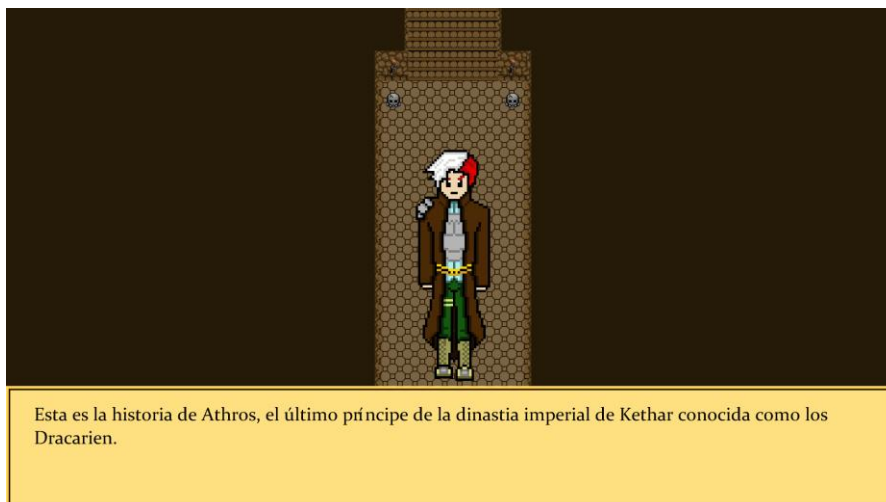 Esta es la historia de Athros, el último príncipe de la dinastia imperial de Kethar conocida como los
Dracarien.